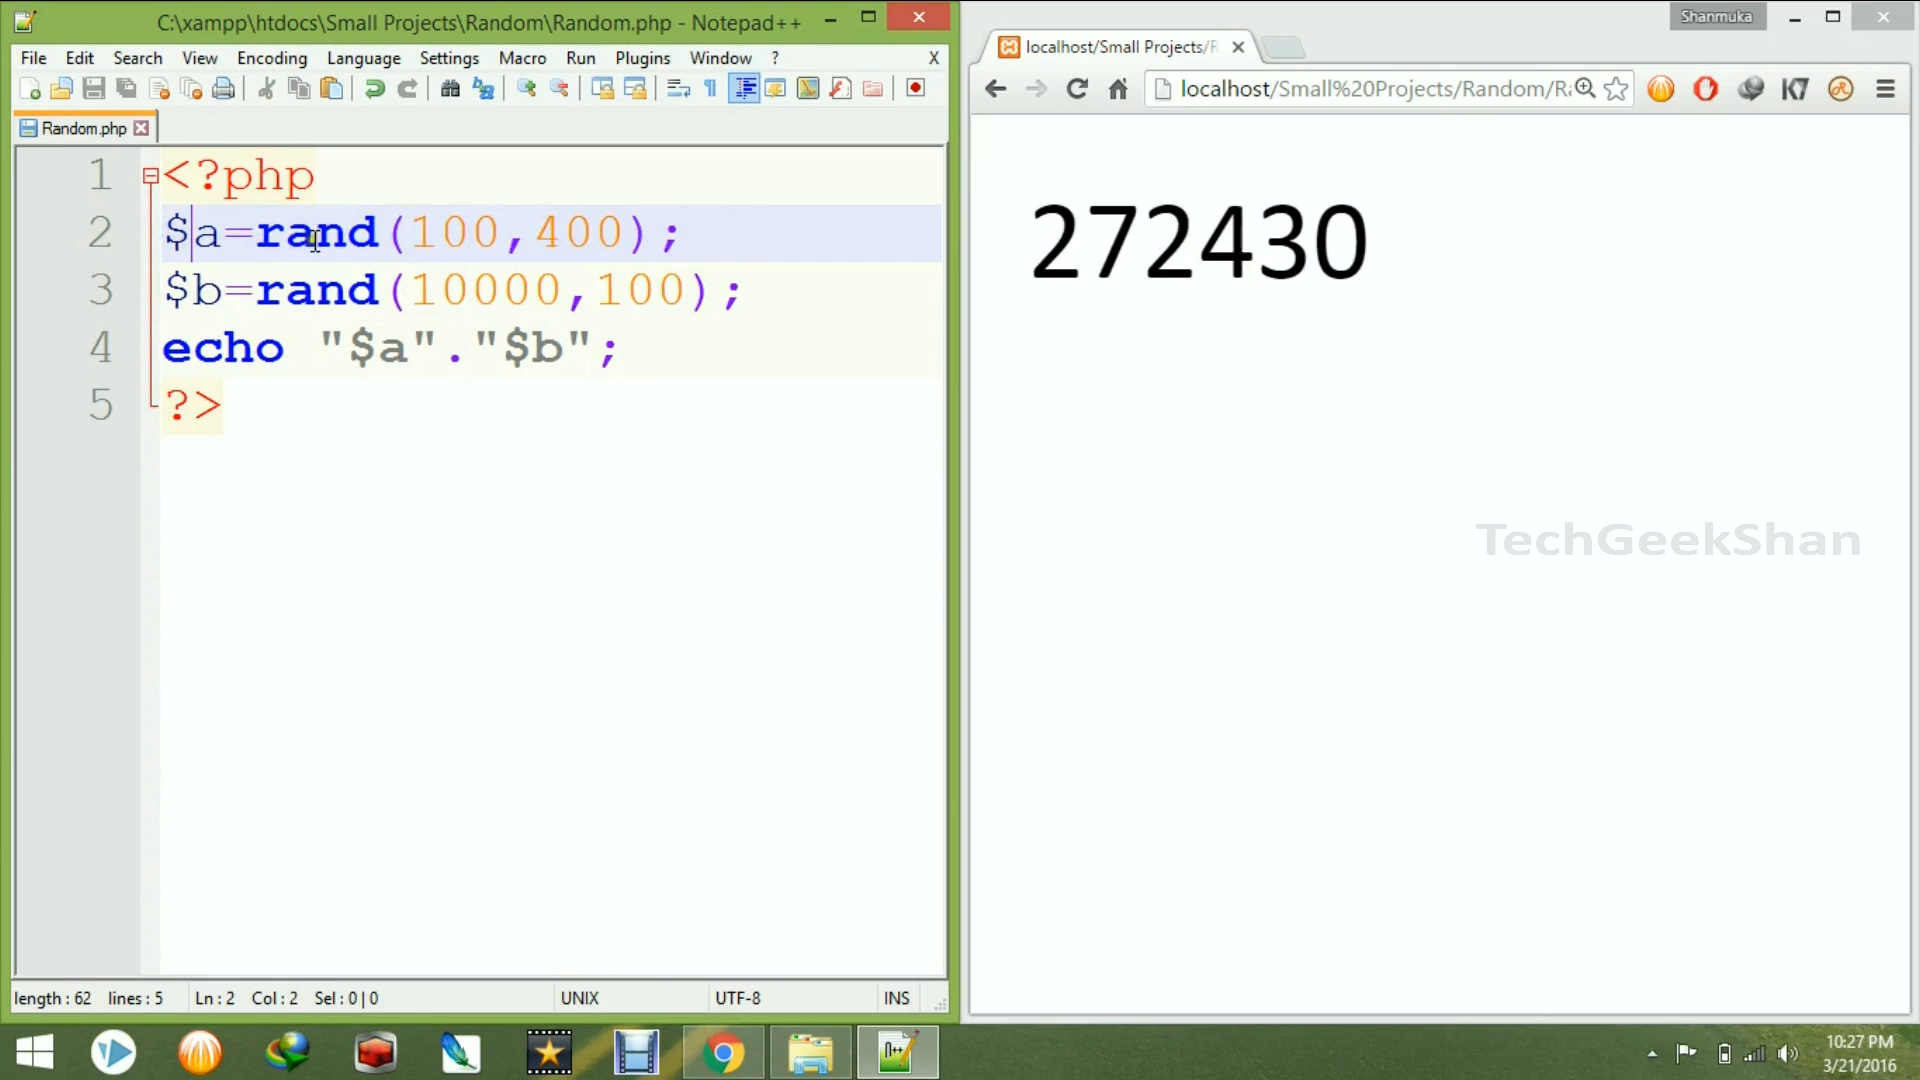 C:\xampp\htdocs\Small Projects\Random\Random.php - Notepad++
File Edit Search View Encoding Language Settings Macro Run Plugins Window ? X
Random.php
1 <?php
2 $a=rand(100,400);
3 $b=rand(10000,100);
4 echo "$a"."$b";
5 ?>
length : 62 lines : 5 Ln : 2 Col : 2 Sel : 0 | 0 UNIX UTF-8 INS
Shanmuka
localhost/Small Projects/R
localhost/Small%20Projects/Random/Ra
K7
272430
TechGeekShan
10:27 PM
3/21/2016